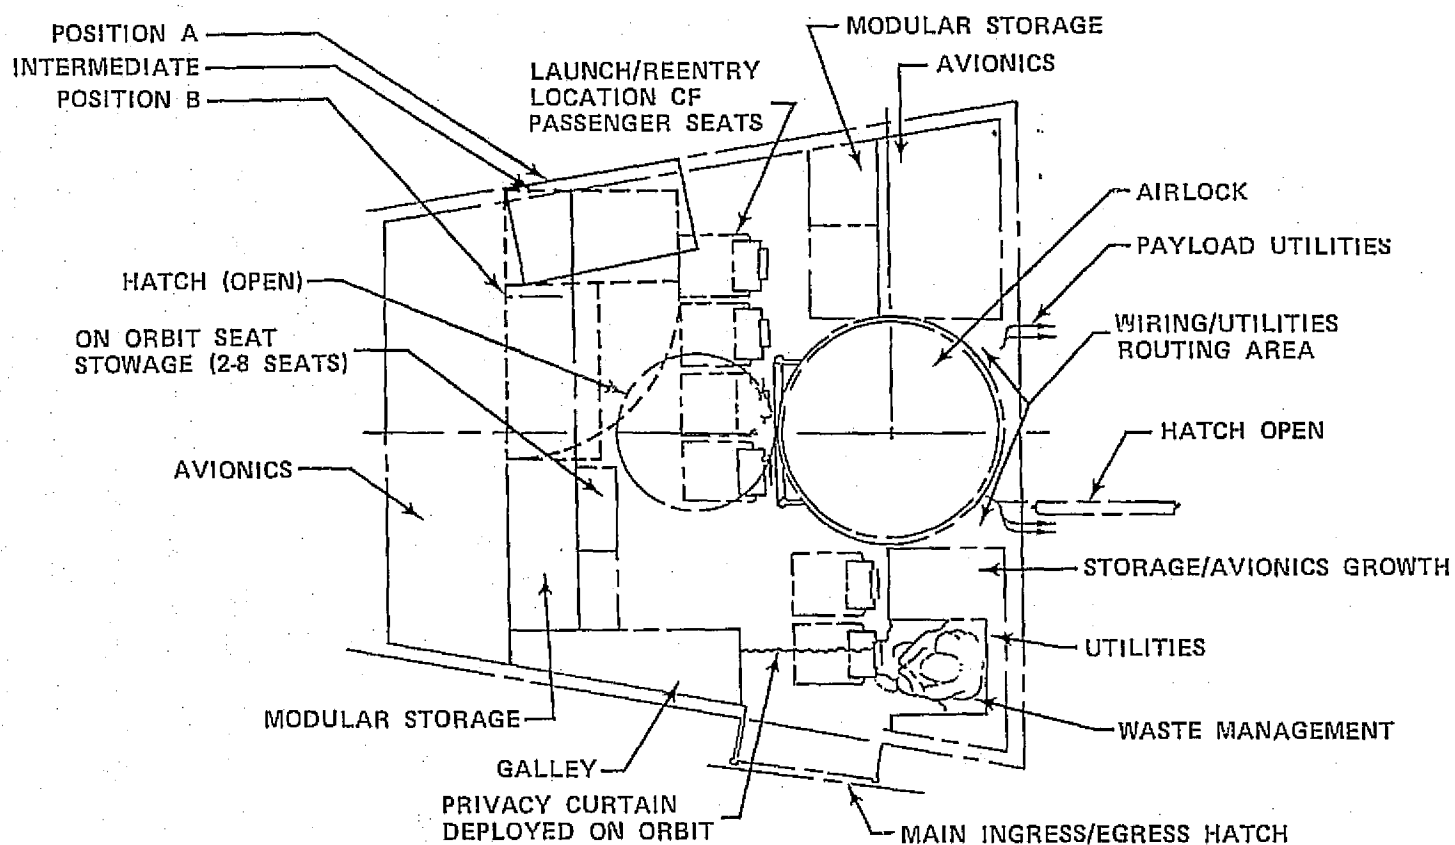 POSITION A
INTERMEDIATE
POSITION B
LAUNCH/REENTRY
LOCATION CF
PASSENGER SEATS
MODULAR STORAGE
AVIONICS
AIRLOCK
PAYLOAD UTILITIES
HATCH (OPEN)
ON ORBIT SEAT
STOWAGE (2-8 SEATS)
WIRING/UTILITIES
ROUTING AREA
HATCH OPEN
AVIONICS
STORAGE/AVIONICS GROWTH
UTILITIES
MODULAR STORAGE
WASTE MANAGEMENT
GALLEY
PRIVACY CURTAIN
DEPLOYED ON ORBIT
MAIN INGRESS/EGRESS HATCH